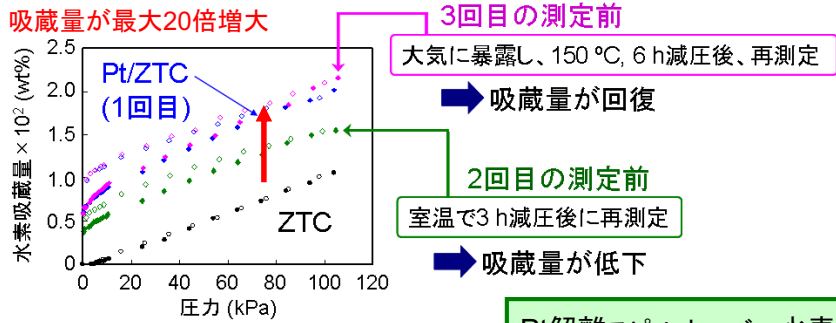 吸蔵量が最大20倍増大
3回目の測定前
大気に暴露し、150 ºC, 6 h減圧後、再測定
吸蔵量が回復
2回目の測定前
室温で3 h減圧後に再測定
吸蔵量が低下
Pt/ZTC
(1回目)
ZTC
水素吸蔵量×10² (wt%)
2.5
2.0
1.5
1.0
0.5
0
0 20 40 60 80 100 120
圧力 (kPa)